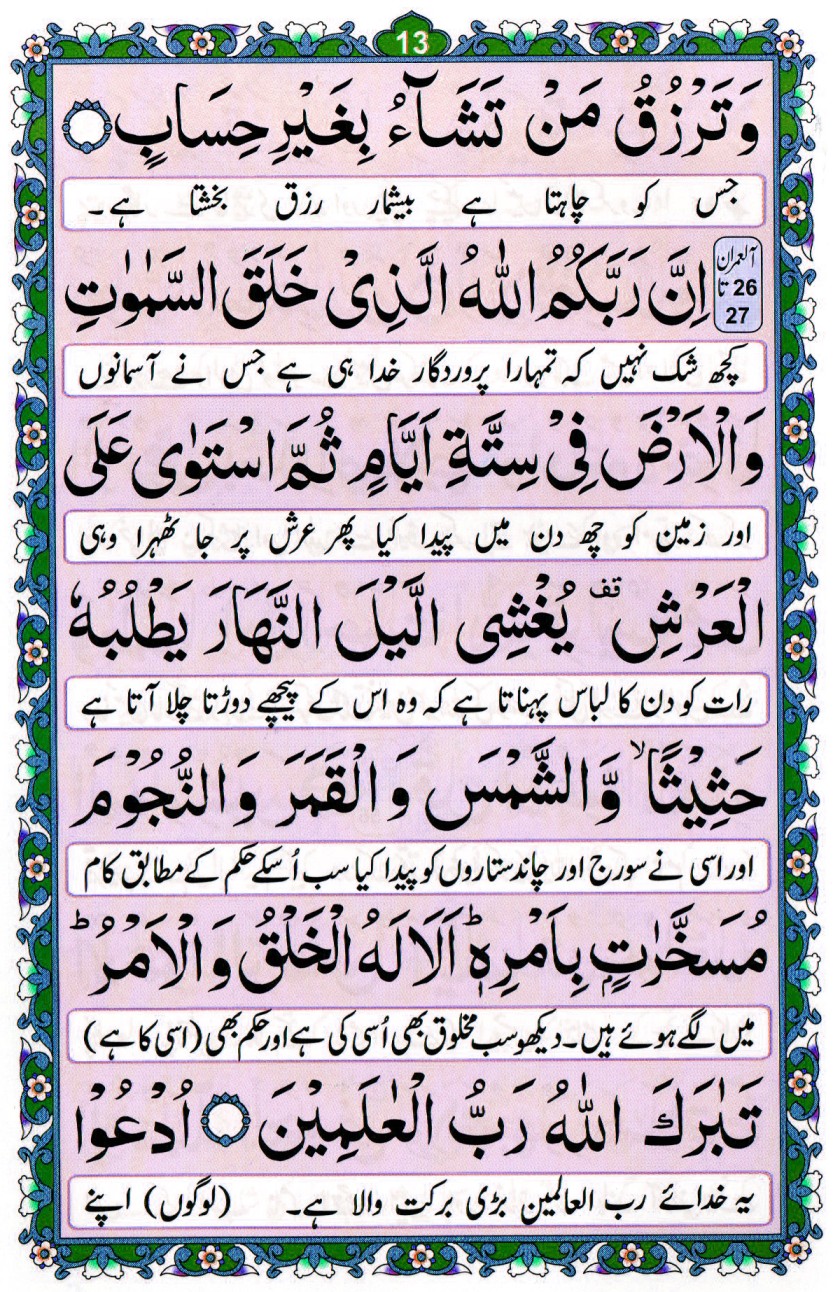 13
وَتَرْزُقُ مَنْ تَشَآءُ بِغَيْرِ حِسَابٍ
جس کو چاہتا ہے بیشمار رزق بخشتا ہے۔
آلعمران
26 تا
27
اِنَّ رَبَّكُمُ اللّٰهُ الَّذِىْ خَلَقَ السَّمٰوٰتِ
کچھ شک نہیں کہ تمہارا پروردگار خدا ہی ہے جس نے آسمانوں
وَالْاَرْضَ فِىْ سِتَّةِ اَيَّامٍ ثُمَّ اسْتَوٰى عَلَى
اور زمین کو چھ دن میں پیدا کیا پھر عرش پر جا ٹھہرا وہی
الْعَرْشِ قف يُغْشِى الَّيْلَ النَّهَارَ يَطْلُبُهٗ
رات کو دن کا لباس پہناتا ہے کہ وہ اس کے پیچھے دوڑتا چلا آتا ہے
حَثِيْثًا ۙ وَّالشَّمْسَ وَالْقَمَرَ وَالنُّجُوْمَ
اور اسی نے سورج اور چاند ستاروں کو پیدا کیا سب اُسکے حکم کے مطابق کام
مُسَخَّرٰتٍۭ بِاَمْرِهٖ ؕ اَلَا لَهُ الْخَلْقُ وَالْاَمْرُ ؕ
میں لگے ہوئے ہیں۔ دیکھو سب مخلوق بھی اُسی کی ہے اور حکم بھی (اسی کا ہے)
تَبٰرَكَ اللّٰهُ رَبُّ الْعٰلَمِيْنَ اُدْعُوْا
یہ خدائے رب العالمین بڑی برکت والا ہے۔ (لوگوں) اپنے